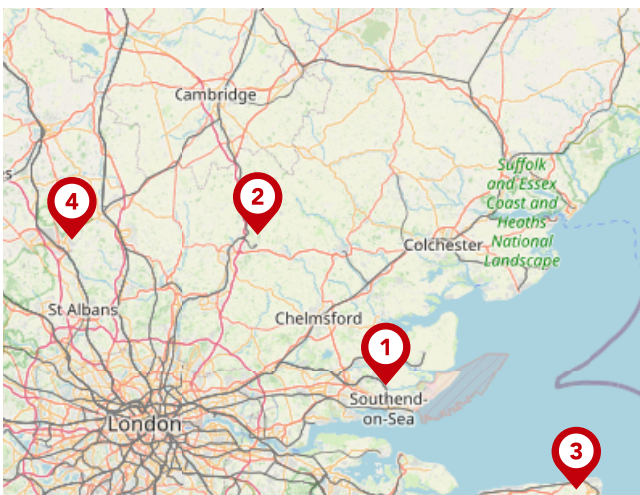 Cambridge
4
2
Suffolk
and Essex
Coast and
Heaths
National
Landscape
Colchester
St Albans
Chelmsford
1
Southend-
on-Sea
London
3